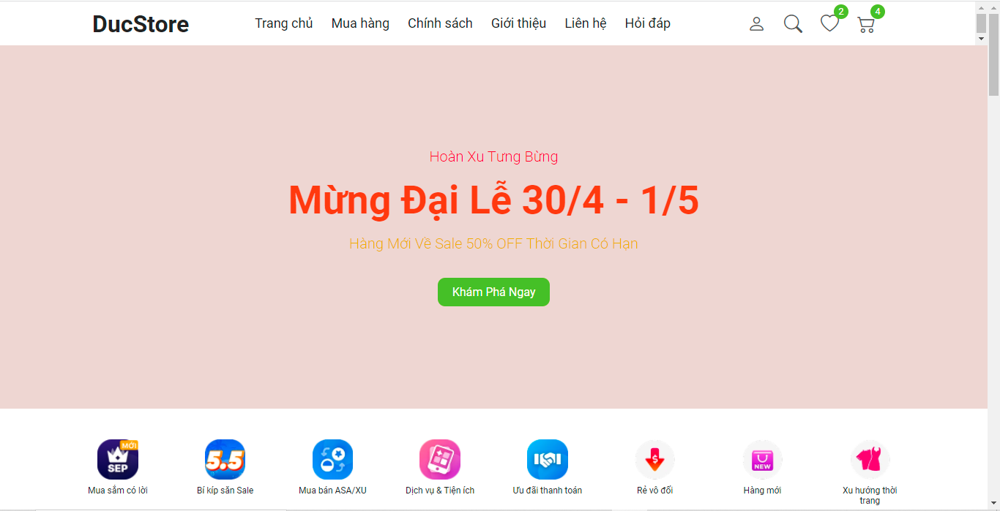 DucStore
Trang chủ Mua hàng Chính sách Giới thiệu Liên hệ Hỏi đáp
2
4
Hoàn Xu Tưng Bừng
Mừng Đại Lễ 30/4 - 1/5
Hàng Mới Về Sale 50% OFF Thời Gian Có Hạn
Khám Phá Ngay
MỚI
SEP
5.5
$
NEW
Mua sắm có lời
Bí kíp săn Sale
Mua bán ASA/XU
Dịch vụ & Tiện ích
Ưu đãi thanh toán
Rẻ vô đối
Hàng mới
Xu hướng thời
trang